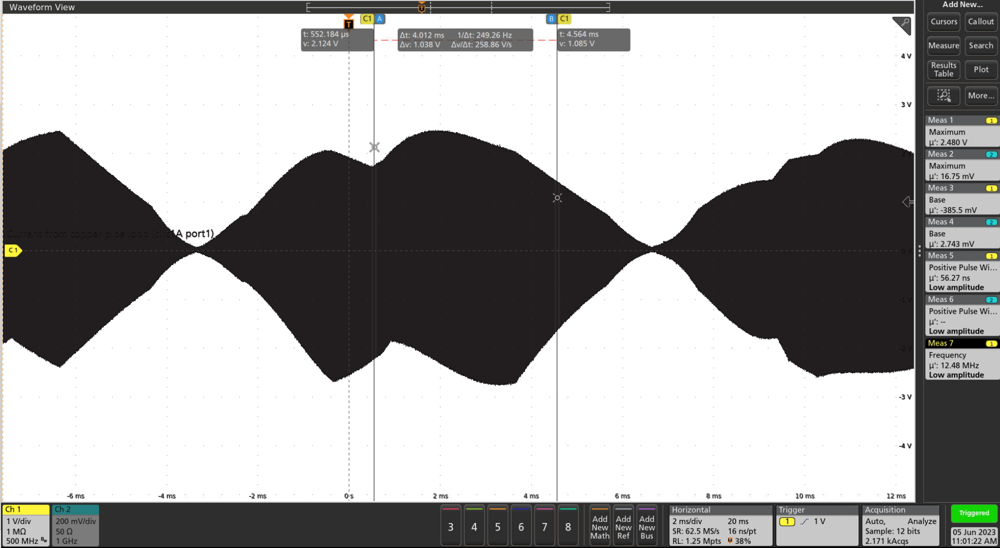 Waveform View
Add New...
T
T
C1 A
B C1
Cursors Callout
t: 552.184 µs
v: 2.124 V
Δt: 4.012 ms 1/Δt: 249.26 Hz
Δv: 1.038 V Δv/Δt: 258.86 V/s
t: 4.564 ms
v: 1.085 V
Measure Search
4 V
Results
Table
Plot
More...
3 V
Meas 1 1
Maximum
µ': 2.480 V
2 V
Meas 2 2
Maximum
µ': 16.75 mV
Meas 3 1
Base
µ': -385.5 mV
Meas 4 2
Base
µ': 2.743 mV
Current from copper pipe loop (circ1A port1)
C1
0 V
Meas 5 1
Positive Pulse Wi...
µ': 56.27 ns
Low amplitude
-1 V
Meas 6 2
Positive Pulse Wi...
µ': --
Low amplitude
-2 V
Meas 7 1
Frequency
µ': 12.48 MHz
Low amplitude
-3 V
-4 V
-6 ms -4 ms -2 ms 0 s 2 ms 4 ms 6 ms 8 ms 10 ms 12 ms
Ch 1
1 V/div
1 MΩ
500 MHz Bw
Ch 2
200 mV/div
50 Ω
1 GHz
3 4 5 6 7 8
Add
New
Math
Add
New
Ref
Add
New
Bus
Horizontal
2 ms/div 20 ms
SR: 62.5 MS/s 16 ns/pt
RL: 1.25 Mpts T 38%
Trigger
1 1 V
Acquisition
Auto, Analyze
Sample: 12 bits
2.171 kAcqs
Triggered
05 Jun 2023
11:01:22 AM